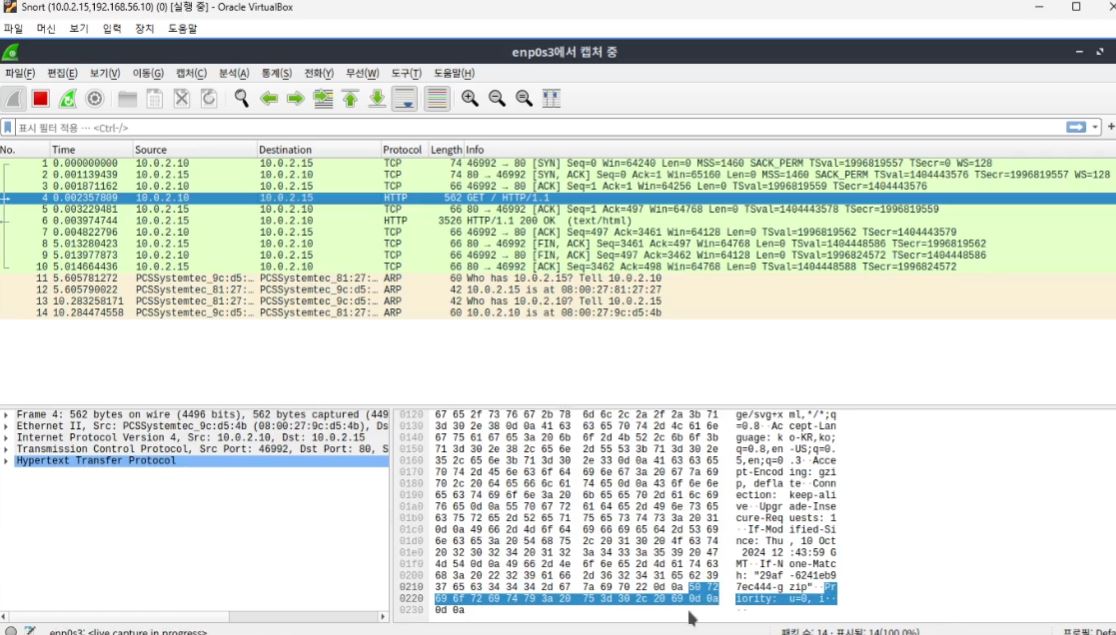 Snort (10.0.2.15,192.168.56.10) (0) [실행 중] - Oracle VirtualBox
파일 머신 보기 입력 장치 도움말
enp0s3에서 캡처 중
파일(F) 편집(E) 보기(V) 이동(G) 캡처(C) 분석(A) 통계(S) 전화(Y) 무선(W) 도구(T) 도움말(H)
표시 필터 적용 … <Ctrl-/>
No. Time Source Destination Protocol Length Info
1 0.000000000 10.0.2.10 10.0.2.15 TCP 74 46992 → 80 [SYN] Seq=0 Win=64240 Len=0 MSS=1460 SACK_PERM TSval=1996819557 TSecr=0 WS=128
2 0.001139439 10.0.2.15 10.0.2.10 TCP 74 80 → 46992 [SYN, ACK] Seq=0 Ack=1 Win=65160 Len=0 MSS=1460 SACK_PERM TSval=1404443576 TSecr=1996819557 WS=128
3 0.001871162 10.0.2.10 10.0.2.15 TCP 66 46992 → 80 [ACK] Seq=1 Ack=1 Win=64256 Len=0 TSval=1996819559 TSecr=1404443576
4 0.002357809 10.0.2.10 10.0.2.15 HTTP 562 GET / HTTP/1.1
5 0.003229481 10.0.2.15 10.0.2.10 TCP 66 80 → 46992 [ACK] Seq=1 Ack=497 Win=64768 Len=0 TSval=1404443578 TSecr=1996819559
6 0.003974744 10.0.2.15 10.0.2.10 HTTP 3526 HTTP/1.1 200 OK (text/html)
7 0.004822796 10.0.2.10 10.0.2.15 TCP 66 46992 → 80 [ACK] Seq=497 Ack=3461 Win=64128 Len=0 TSval=1996819562 TSecr=1404443579
8 5.013280423 10.0.2.15 10.0.2.10 TCP 66 80 → 46992 [FIN, ACK] Seq=3461 Ack=497 Win=64768 Len=0 TSval=1404448586 TSecr=1996819562
9 5.013977873 10.0.2.10 10.0.2.15 TCP 66 46992 → 80 [FIN, ACK] Seq=497 Ack=3462 Win=64128 Len=0 TSval=1996824572 TSecr=1404448586
10 5.014664436 10.0.2.15 10.0.2.10 TCP 66 80 → 46992 [ACK] Seq=3462 Ack=498 Win=64768 Len=0 TSval=1404448588 TSecr=1996824572
11 5.605781272 PCSSystemtec_9c:d5:… PCSSystemtec_81:27:… ARP 60 Who has 10.0.2.15? Tell 10.0.2.10
12 5.605790022 PCSSystemtec_81:27:… PCSSystemtec_9c:d5:… ARP 42 10.0.2.15 is at 08:00:27:81:27:27
13 10.283258171 PCSSystemtec_81:27:… PCSSystemtec_9c:d5:… ARP 42 Who has 10.0.2.10? Tell 10.0.2.15
14 10.284474558 PCSSystemtec_9c:d5:… PCSSystemtec_81:27:… ARP 60 10.0.2.10 is at 08:00:27:9c:d5:4b
Frame 4: 562 bytes on wire (4496 bits), 562 bytes captured (449
Ethernet II, Src: PCSSystemtec_9c:d5:4b (08:00:27:9c:d5:4b), Ds
Internet Protocol Version 4, Src: 10.0.2.10, Dst: 10.0.2.15
Transmission Control Protocol, Src Port: 46992, Dst Port: 80, S
Hypertext Transfer Protocol
0120 67 65 2f 73 76 67 2b 78 6d 6c 2c 2a 2f 2a 3b 71 ge/svg+x ml,*/*;q
0130 3d 30 2e 38 0d 0a 41 63 63 65 70 74 2d 4c 61 6e =0.8··Ac cept-Lan
0140 67 75 61 67 65 3a 20 6b 6f 2d 4b 52 2c 6b 6f 3b guage: k o-KR,ko;
0150 71 3d 30 2e 38 2c 65 6e 2d 55 53 3b 71 3d 30 2e q=0.8,en -US;q=0.
0160 35 2c 65 6e 3b 71 3d 30 2e 33 0d 0a 41 63 63 65 5,en;q=0 .3··Acce
0170 70 74 2d 45 6e 63 6f 64 69 6e 67 3a 20 67 7a 69 pt-Encod ing: gzi
0180 70 2c 20 64 65 66 6c 61 74 65 0d 0a 43 6f 6e 6e p, defla te··Conn
0190 65 63 74 69 6f 6e 3a 20 6b 65 65 70 2d 61 6c 69 ection:  keep-ali
01a0 76 65 0d 0a 55 70 67 72 61 64 65 2d 49 6e 73 65 ve··Upgr ade-Inse
01b0 63 75 72 65 2d 52 65 71 75 65 73 74 73 3a 20 31 cure-Req uests: 1
01c0 0d 0a 49 66 2d 4d 6f 64 69 66 69 65 64 2d 53 69 ··If-Mod ified-Si
01d0 6e 63 65 3a 20 54 68 75 2c 20 31 30 20 4f 63 74 nce: Thu , 10 Oct
01e0 20 32 30 32 34 20 31 32 3a 34 33 3a 35 39 20 47 2024 12 :43:59 G
01f0 4d 54 0d 0a 49 66 2d 4e 6f 6e 65 2d 4d 61 74 63 MT··If-N one-Matc
0200 68 3a 20 22 32 39 61 66 2d 36 32 34 31 65 62 39 h: "29af -6241eb9
0210 37 65 63 34 34 34 2d 67 7a 69 70 22 0d 0a 50 72 7ec444-g zip"··Pr
0220 69 6f 72 69 74 79 3a 20 75 3d 30 2c 20 69 0d 0a iority:  u=0, i··
0230 0d 0a ··
enp0s3: <live capture in progress>
패킷 수: 14 · 표시됨: 14(100.0%)
프로필: Defa